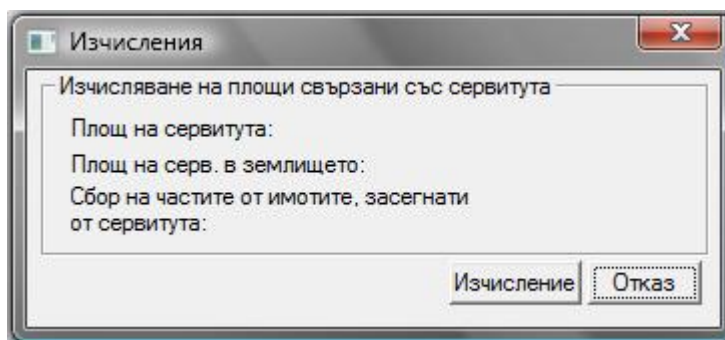 Изчисления
Изчисляване на площи свързани със сервитута
Площ на сервитута:
Площ на серв. в землището:
Сбор на частите от имотите, засегнати
от сервитута:
Изчисление Отказ